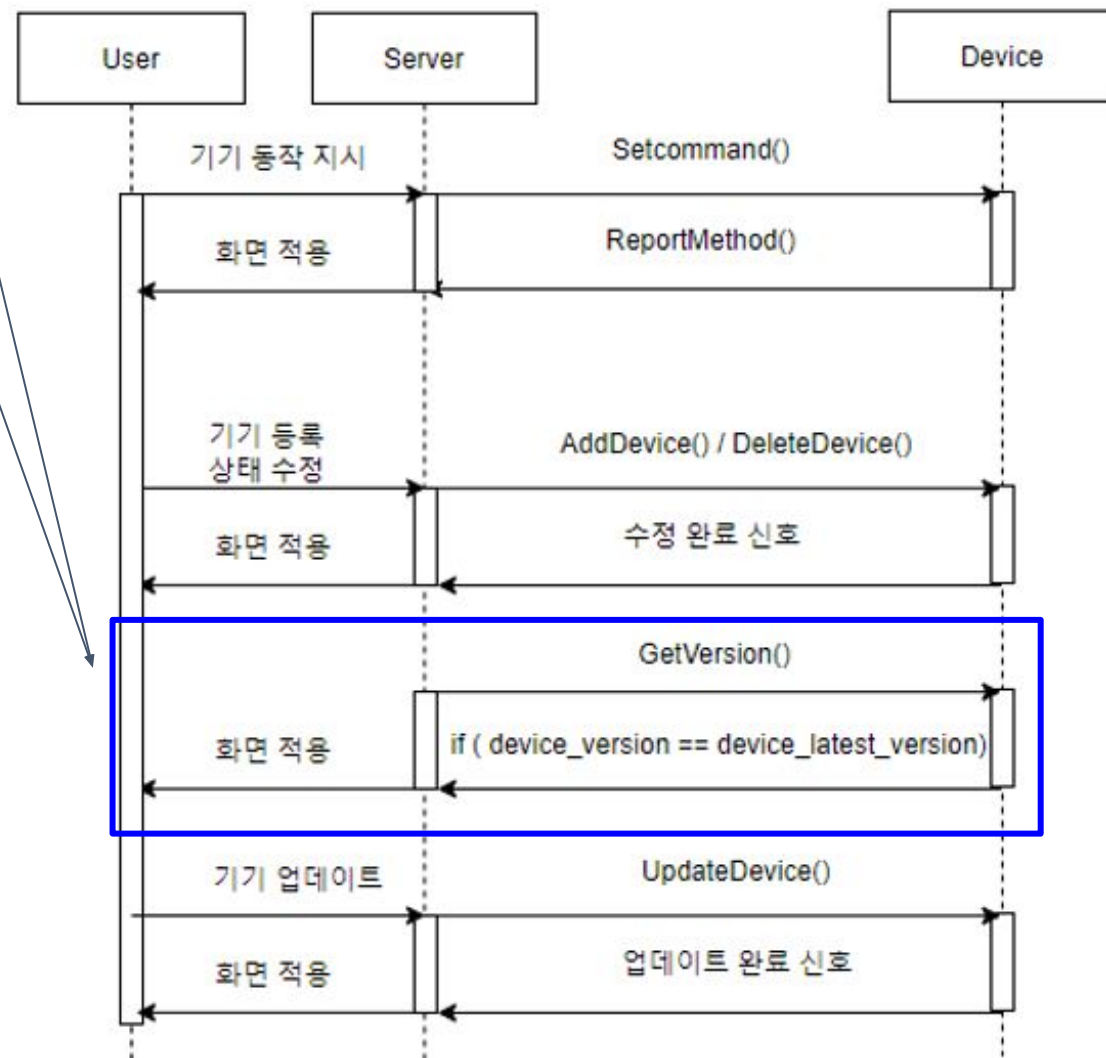 User
Server
Device
기기 동작 지시
Setcommand()
화면 적용
ReportMethod()
기기 등록
상태 수정
AddDevice() / DeleteDevice()
화면 적용
수정 완료 신호
GetVersion()
화면 적용
if ( device_version == device_latest_version)
기기 업데이트
UpdateDevice()
화면 적용
업데이트 완료 신호